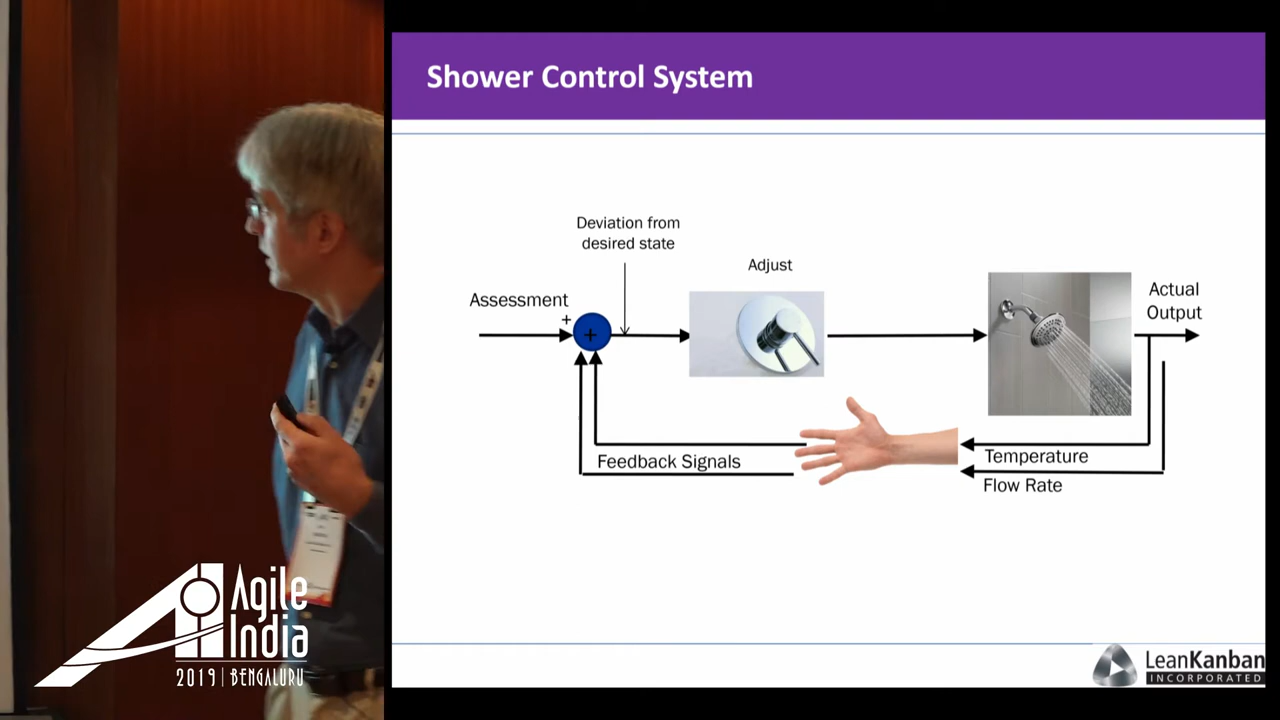 Shower Control System
Deviation from
desired state
Adjust
Assessment
+
+
Actual
Output
Feedback Signals
Temperature
Flow Rate
Agile
India
2019 | BENGALURU
LeanKanban
INCORPORATED